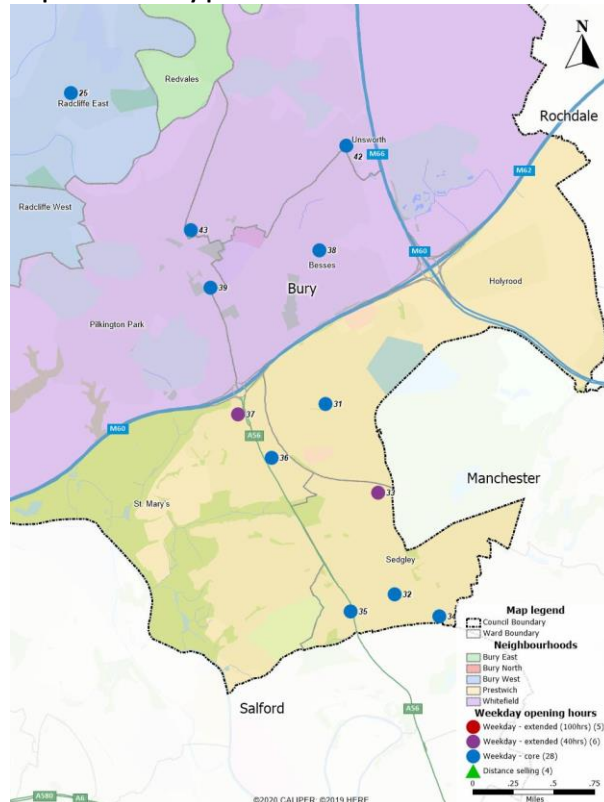 N
Redvales
25
Radcliffe East
Rochdale
Unsworth
42
M66
M62
Radcliffe West
43
38
Besses
M60
39
Bury
Holyrood
Pilkington Park
31
37
M60
A56
36
Manchester
33
St. Mary's
Sedgley
32
35
34
Map legend
Council Boundary
Ward Boundary
Neighbourhoods
Bury East
Bury North
Bury West
Prestwich
Whitefield
Weekday opening hours
Weekday - extended (100hrs) (5)
Weekday - extended (40hrs) (6)
Weekday - core (28)
Distance selling (4)
Salford
A56
0 .25 .5 .75
Miles
A580
A6
©2020 CALIPER; ©2019 HERE